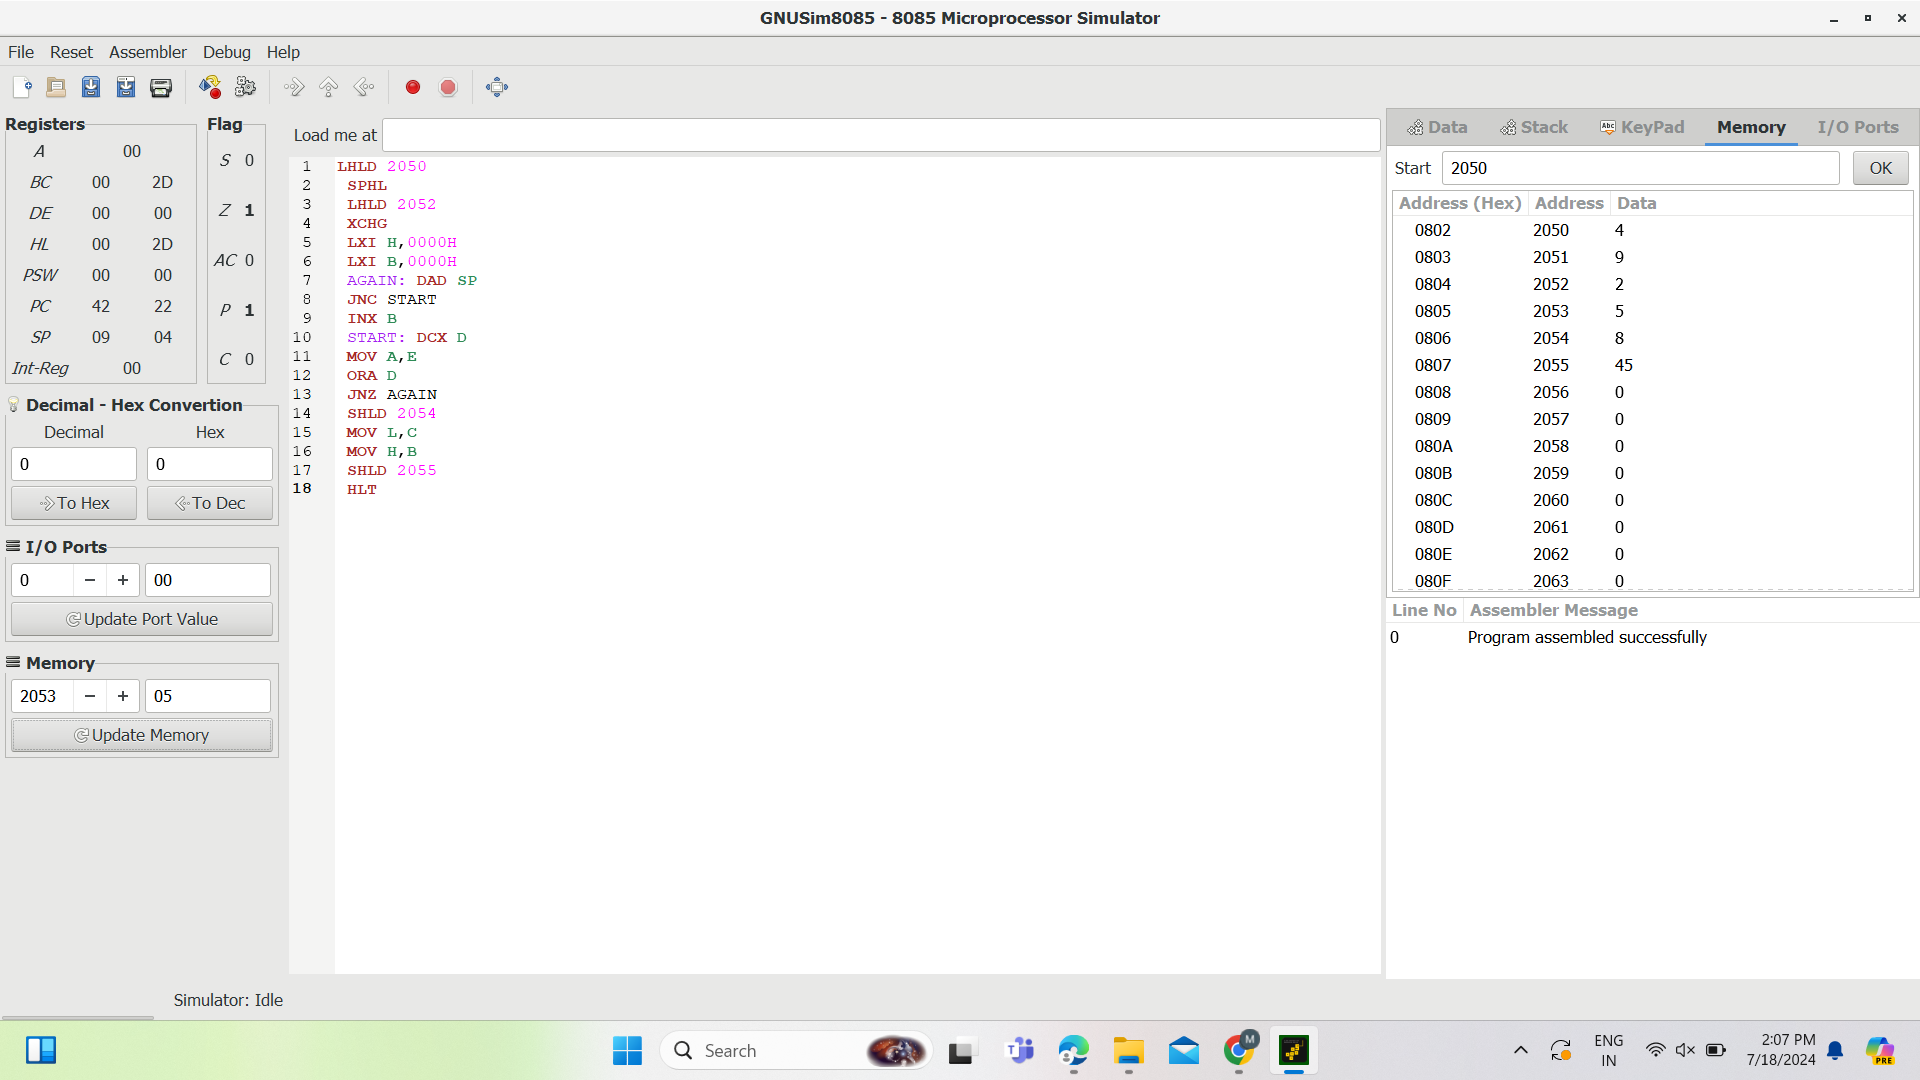 GNUSim8085 - 8085 Microprocessor Simulator
File Reset Assembler Debug Help
Registers
A 00
BC 00 2D
DE 00 00
HL 00 2D
PSW 00 00
PC 42 22
SP 09 04
Int-Reg 00
Flag
S 0
Z 1
AC 0
P 1
C 0
Decimal - Hex Convertion
Decimal Hex
0 0
To Hex To Dec
I/O Ports
0 − + 00
Update Port Value
Memory
2053 − + 05
Update Memory
Load me at
1 LHLD 2050
2 SPHL
3 LHLD 2052
4 XCHG
5 LXI H,0000H
6 LXI B,0000H
7 AGAIN: DAD SP
8 JNC START
9 INX B
10 START: DCX D
11 MOV A,E
12 ORA D
13 JNZ AGAIN
14 SHLD 2054
15 MOV L,C
16 MOV H,B
17 SHLD 2055
18 HLT
Data Stack Abc KeyPad Memory I/O Ports
Start 2050 OK
Address (Hex) Address Data
0802 2050 4
0803 2051 9
0804 2052 2
0805 2053 5
0806 2054 8
0807 2055 45
0808 2056 0
0809 2057 0
080A 2058 0
080B 2059 0
080C 2060 0
080D 2061 0
080E 2062 0
080F 2063 0
Line No Assembler Message
0 Program assembled successfully
Simulator: Idle
Search
M
ENG
IN
2:07 PM
7/18/2024
PRE